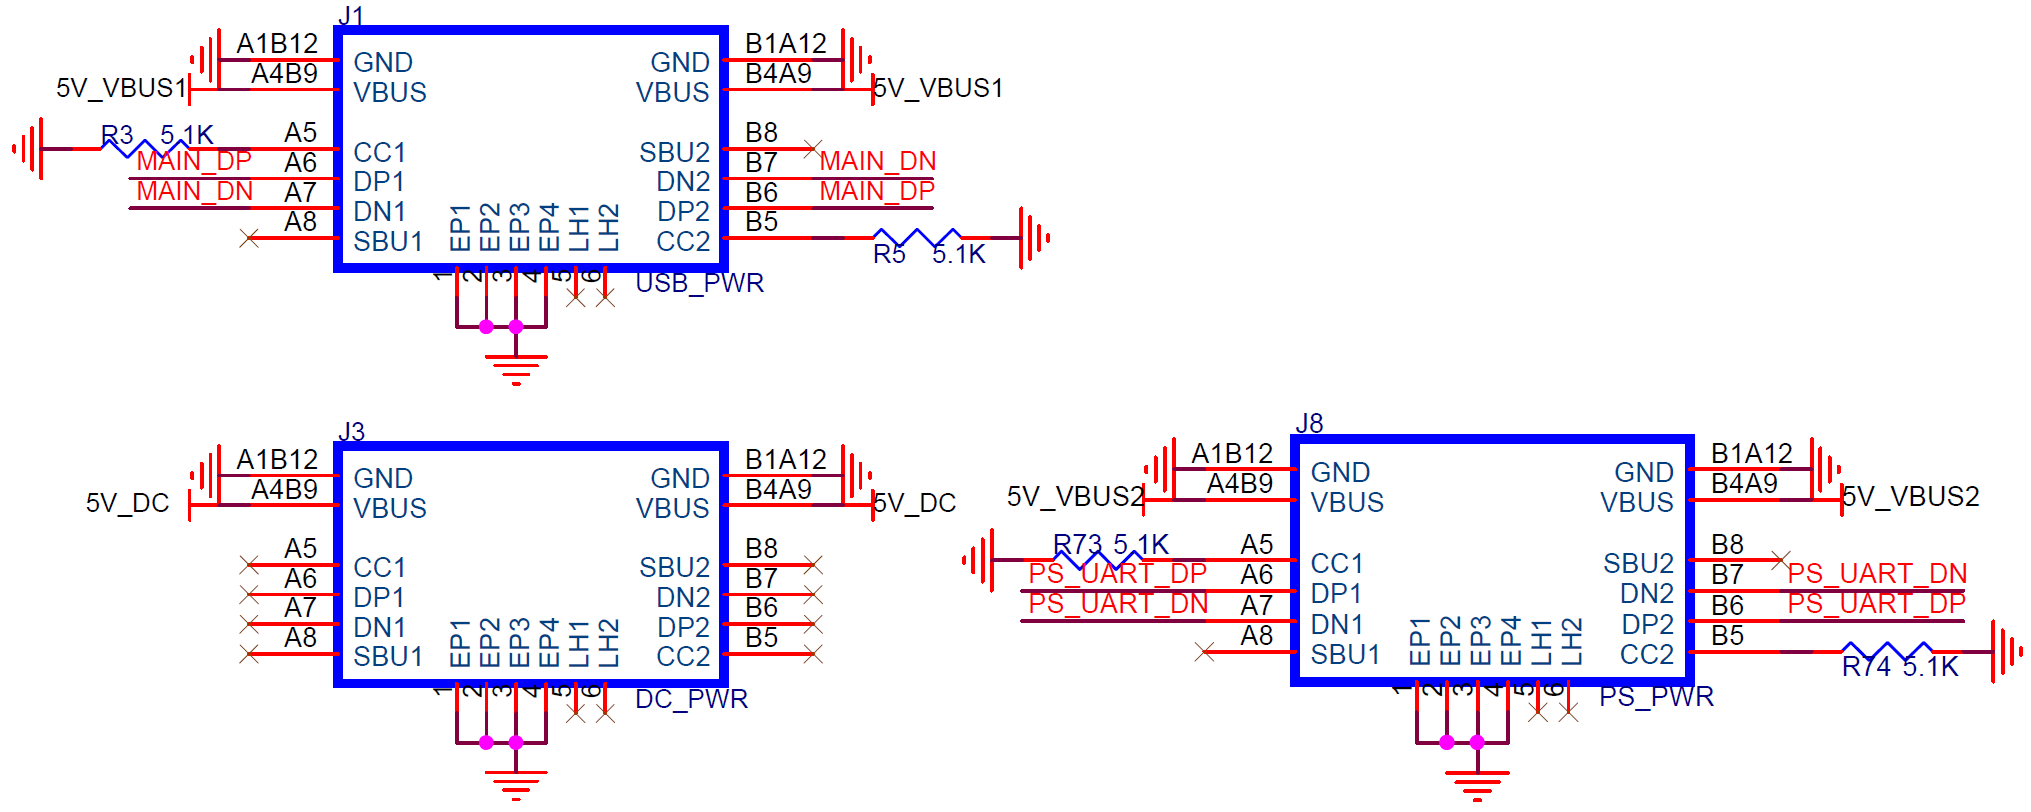 J1
A1B12 GND GND B1A12
5V_VBUS1 A4B9 VBUS VBUS B4A9 5V_VBUS1
R3 5.1K A5 CC1 SBU2 B8
MAIN_DP A6 DP1 DN2 B7 MAIN_DN
MAIN_DN A7 DN1 DP2 B6 MAIN_DP
A8 SBU1 EP1 EP2 EP3 EP4 LH1 LH2 CC2 B5 R5 5.1K
1 2 3 4 5 6 USB_PWR
J3
A1B12 GND GND B1A12
5V_DC A4B9 VBUS VBUS B4A9 5V_DC
A5 CC1 SBU2 B8
A6 DP1 DN2 B7
A7 DN1 DP2 B6
A8 SBU1 EP1 EP2 EP3 EP4 LH1 LH2 CC2 B5
1 2 3 4 5 6 DC_PWR
J8
A1B12 GND GND B1A12
5V_VBUS2 A4B9 VBUS VBUS B4A9 5V_VBUS2
R73 5.1K A5 CC1 SBU2 B8
PS_UART_DP A6 DP1 DN2 B7 PS_UART_DN
PS_UART_DN A7 DN1 DP2 B6 PS_UART_DP
A8 SBU1 EP1 EP2 EP3 EP4 LH1 LH2 CC2 B5 R74 5.1K
1 2 3 4 5 6 PS_PWR